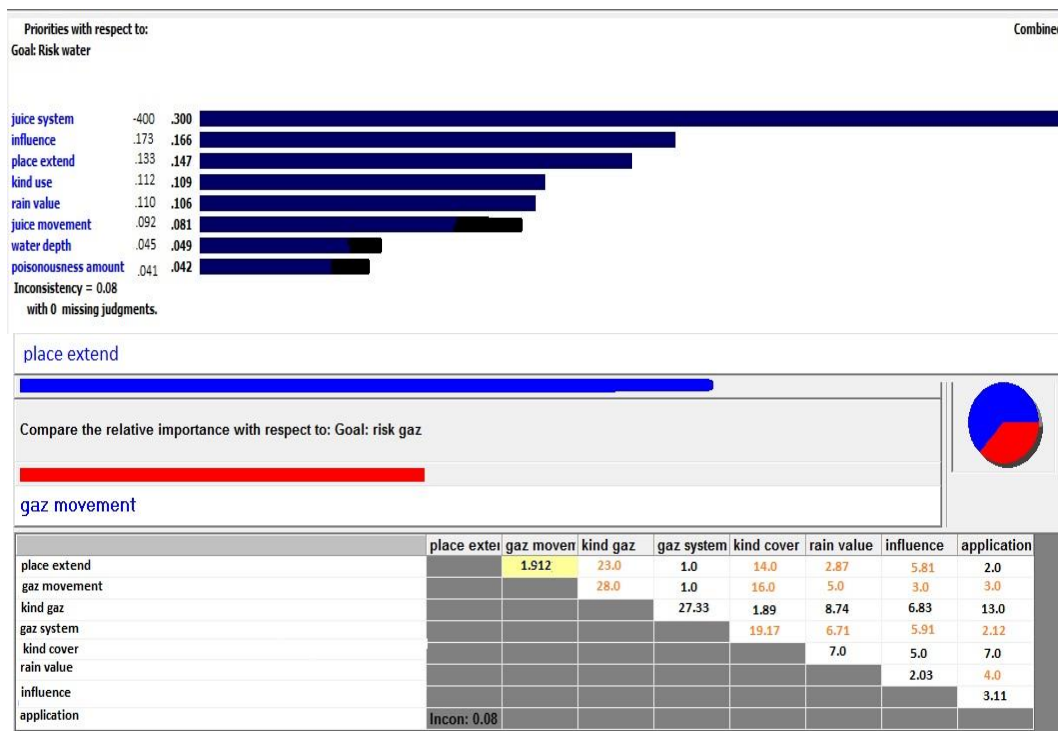 Priorities with respect to: Combined
Goal: Risk water
juice system -400 .300
influence .173 .166
place extend .133 .147
kind use .112 .109
rain value .110 .106
juice movement .092 .081
water depth .045 .049
poisonousness amount .041 .042
Inconsistency = 0.08
with 0 missing judgments.
place extend
Compare the relative importance with respect to: Goal: risk gaz
gaz movement
place exter gaz movem kind gaz gaz system kind cover rain value influence application
place extend 1.912 23.0 1.0 14.0 2.87 5.81 2.0
gaz movement 28.0 1.0 16.0 5.0 3.0 3.0
kind gaz 27.33 1.89 8.74 6.83 13.0
gaz system 19.17 6.71 5.91 2.12
kind cover 7.0 5.0 7.0
rain value 2.03 4.0
influence 3.11
application Incon: 0.08